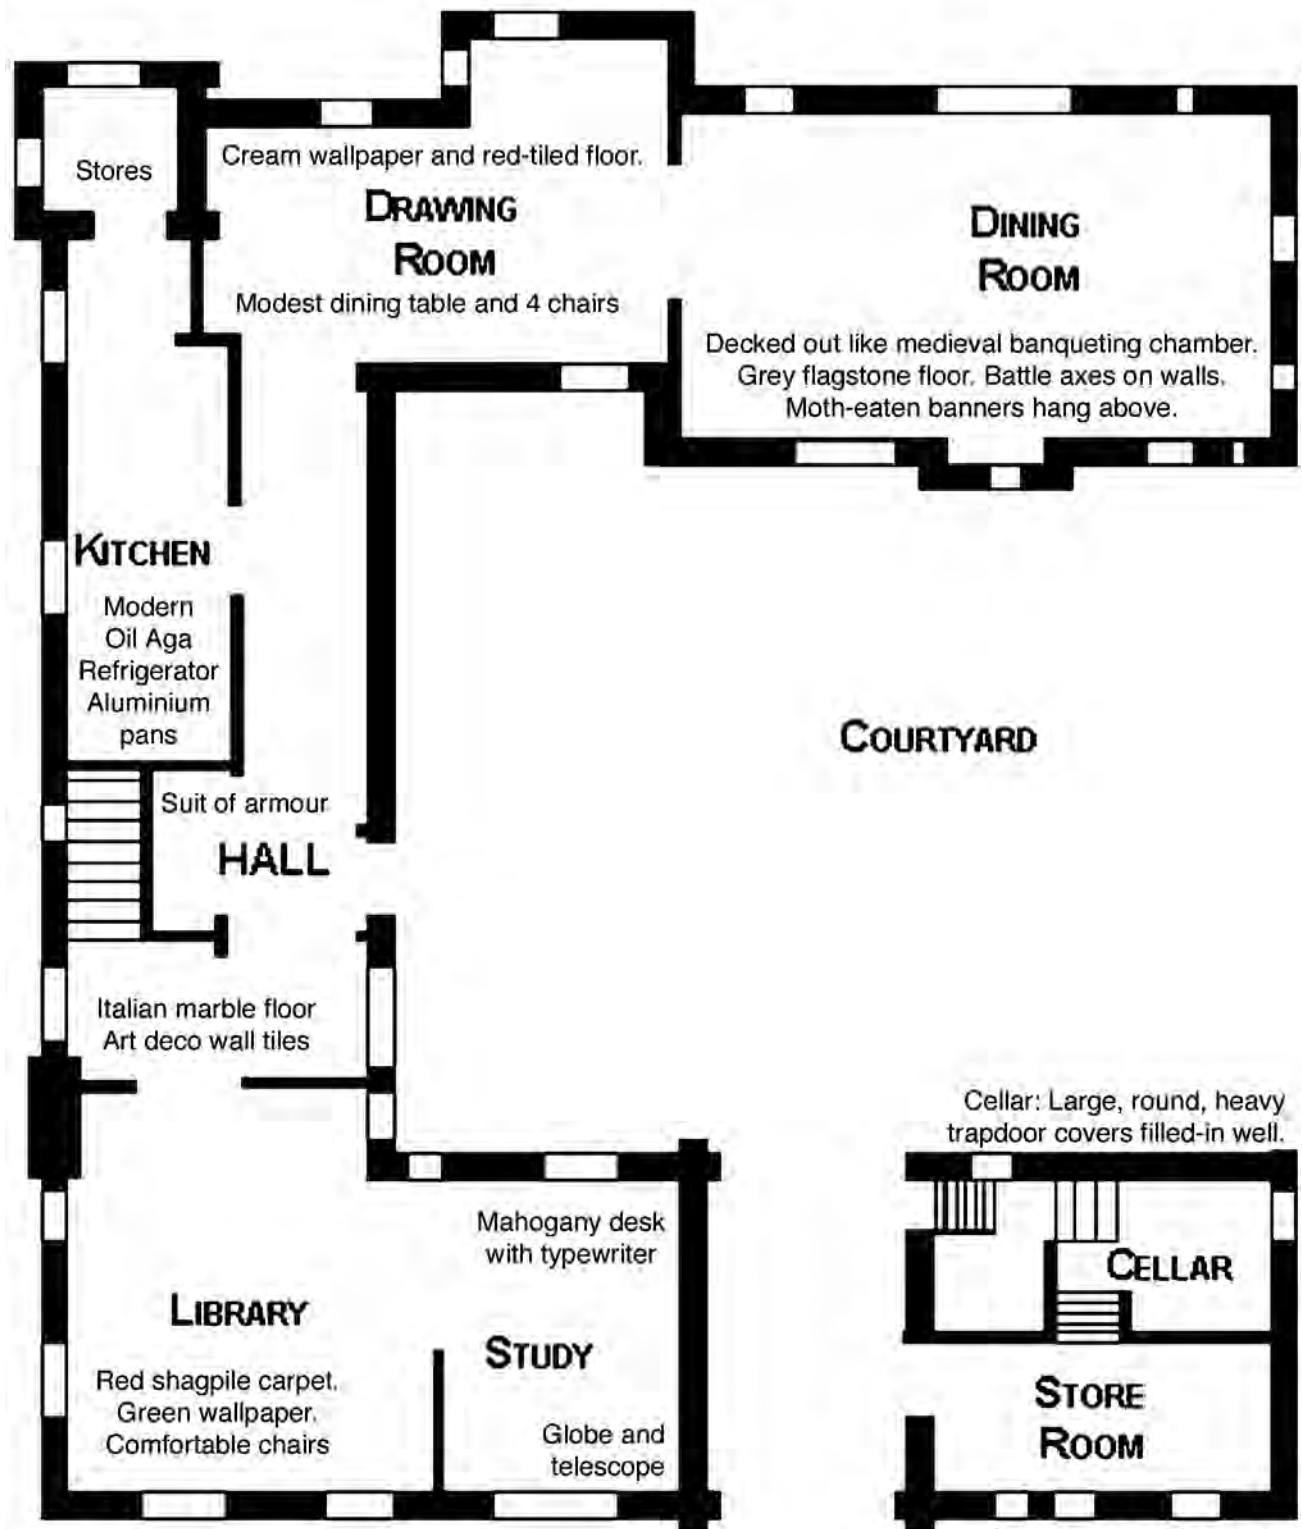 Stores
Cream wallpaper and red-tiled floor.
DRAWING
ROOM
Modest dining table and 4 chairs
DINING
ROOM
Decked out like medieval banqueting chamber.
Grey flagstone floor. Battle axes on walls.
Moth-eaten banners hang above.
KITCHEN
Modern
Oil Aga
Refrigerator
Aluminium
pans
COURTYARD
Suit of armour
HALL
Italian marble floor
Art deco wall tiles
Cellar: Large, round, heavy
trapdoor covers filled-in well.
Mahogany desk
with typewriter
CELLAR
LIBRARY
Red shagpile carpet.
Green wallpaper.
Comfortable chairs
STUDY
Globe and
telescope
STORE
ROOM